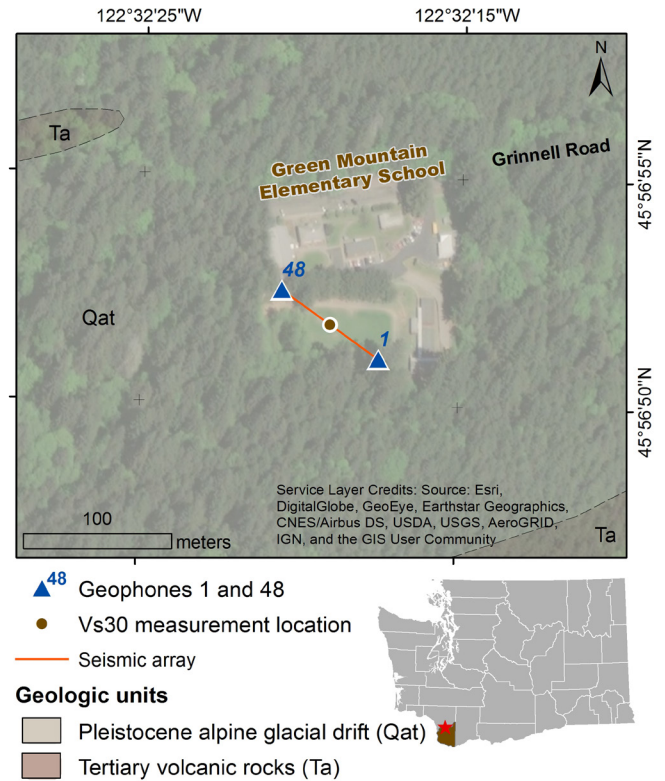 122°32'25"W
122°32'15"W
N
Ta
Green Mountain
Elementary School
Grinnell Road
45°56'55"N
48
Qat
1
45°56'50"N
Service Layer Credits: Source: Esri,
DigitalGlobe, GeoEye, Earthstar Geographics,
CNES/Airbus DS, USDA, USGS, AeroGRID,
IGN, and the GIS User Community
100
meters
Ta
48
Geophones 1 and 48
Vs30 measurement location
Seismic array
Geologic units
Pleistocene alpine glacial drift (Qat)
Tertiary volcanic rocks (Ta)